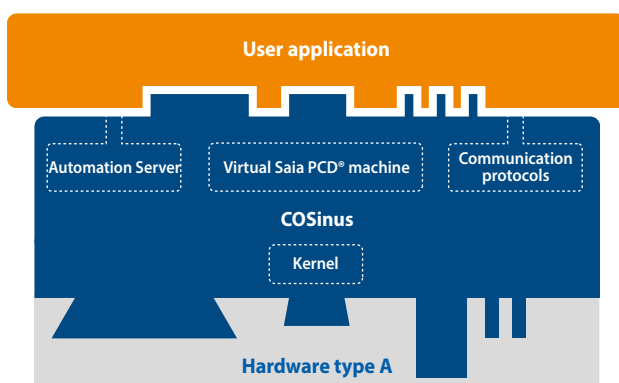 User application
Automation Server
Virtual Saia PCD® machine
Communication
protocols
COSinus
Kernel
Hardware type A